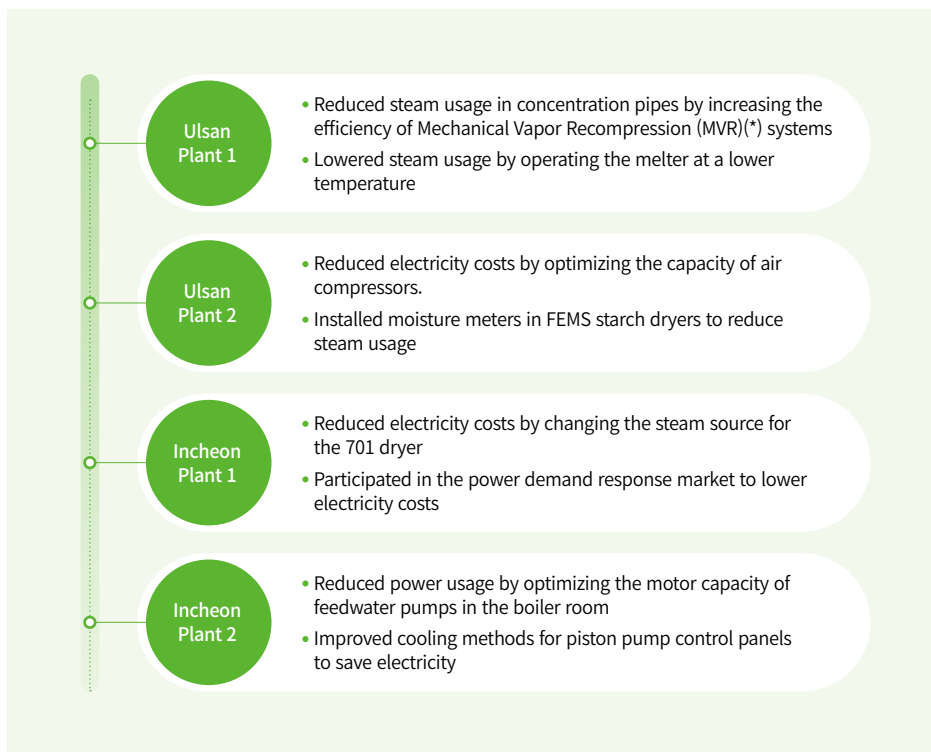 Ulsan
Plant 1
• Reduced steam usage in concentration pipes by increasing the
efficiency of Mechanical Vapor Recompression (MVR)(*) systems
• Lowered steam usage by operating the melter at a lower
temperature
Ulsan
Plant 2
• Reduced electricity costs by optimizing the capacity of air
compressors.
• Installed moisture meters in FEMS starch dryers to reduce
steam usage
Incheon
Plant 1
• Reduced electricity costs by changing the steam source for
the 701 dryer
• Participated in the power demand response market to lower
electricity costs
Incheon
Plant 2
• Reduced power usage by optimizing the motor capacity of
feedwater pumps in the boiler room
• Improved cooling methods for piston pump control panels
to save electricity